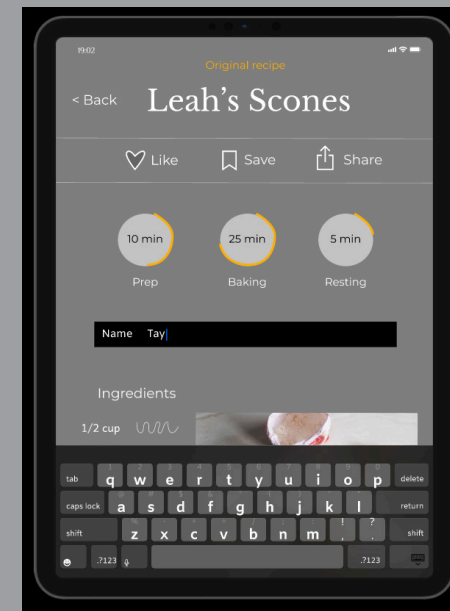 19:02
Original recipe
< Back Leah's Scones
Like Save Share
10 min 25 min 5 min
Prep Baking Resting
Name Tay
Ingredients
1/2 cup
tab q w e r t y u i o p delete
caps lock a s d f g h j k l return
shift z x c v b n m ! , ? . shift
.?123 .?123